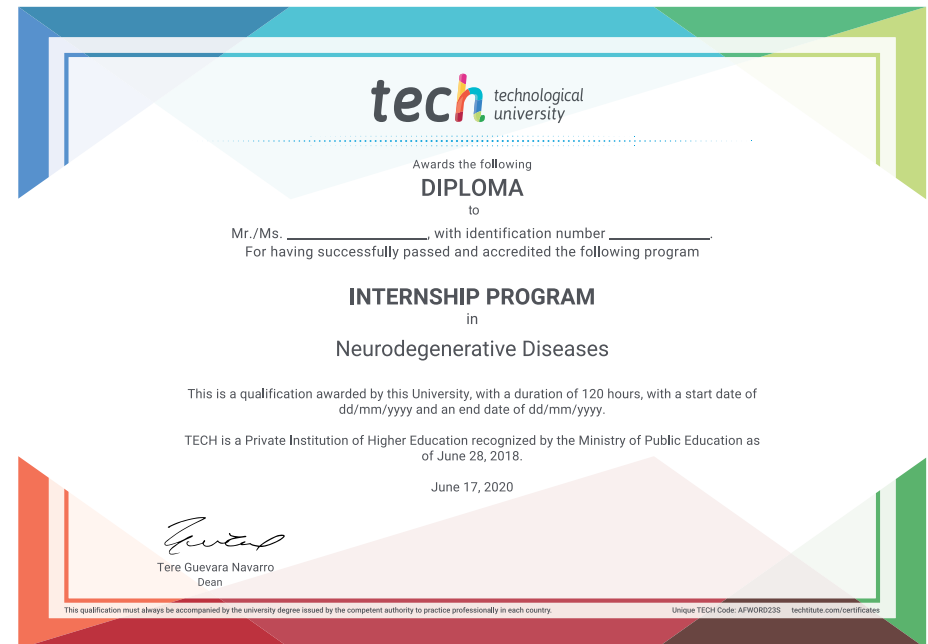 tech technological
university
Awards the following
DIPLOMA
to
Mr./Ms. ____________________, with identification number ______________.
For having successfully passed and accredited the following program
INTERNSHIP PROGRAM
in
Neurodegenerative Diseases
This is a qualification awarded by this University, with a duration of 120 hours, with a start date of
dd/mm/yyyy and an end date of dd/mm/yyyy.
TECH is a Private Institution of Higher Education recognized by the Ministry of Public Education as
of June 28, 2018.
June 17, 2020
Tere Guevara Navarro
Dean
This qualification must always be accompanied by the university degree issued by the competent authority to practice professionally in each country.
Unique TECH Code: AFWORD23S techtitute.com/certificates